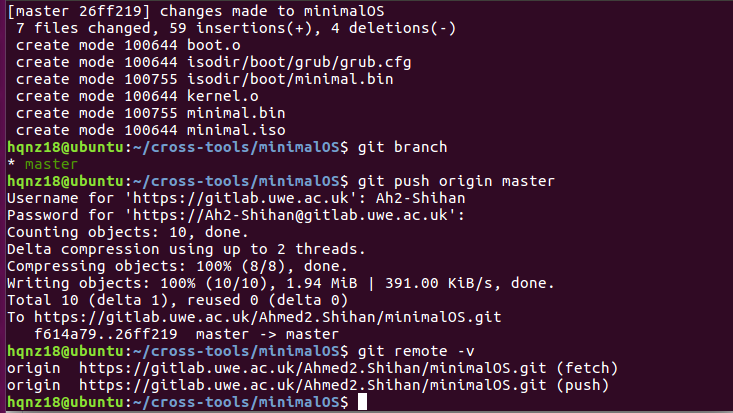 [master 26ff219] changes made to minimalOS
 7 files changed, 59 insertions(+), 4 deletions(-)
 create mode 100644 boot.o
 create mode 100644 isodir/boot/grub/grub.cfg
 create mode 100755 isodir/boot/minimal.bin
 create mode 100644 kernel.o
 create mode 100755 minimal.bin
 create mode 100644 minimal.iso
hqnz18@ubuntu:~/cross-tools/minimalOS$ git branch
* master
hqnz18@ubuntu:~/cross-tools/minimalOS$ git push origin master
Username for 'https://gitlab.uwe.ac.uk': Ah2-Shihan
Password for 'https://Ah2-Shihan@gitlab.uwe.ac.uk':
Counting objects: 10, done.
Delta compression using up to 2 threads.
Compressing objects: 100% (8/8), done.
Writing objects: 100% (10/10), 1.94 MiB | 391.00 KiB/s, done.
Total 10 (delta 1), reused 0 (delta 0)
To https://gitlab.uwe.ac.uk/Ahmed2.Shihan/minimalOS.git
   f614a79..26ff219  master -> master
hqnz18@ubuntu:~/cross-tools/minimalOS$ git remote -v
origin  https://gitlab.uwe.ac.uk/Ahmed2.Shihan/minimalOS.git (fetch)
origin  https://gitlab.uwe.ac.uk/Ahmed2.Shihan/minimalOS.git (push)
hqnz18@ubuntu:~/cross-tools/minimalOS$